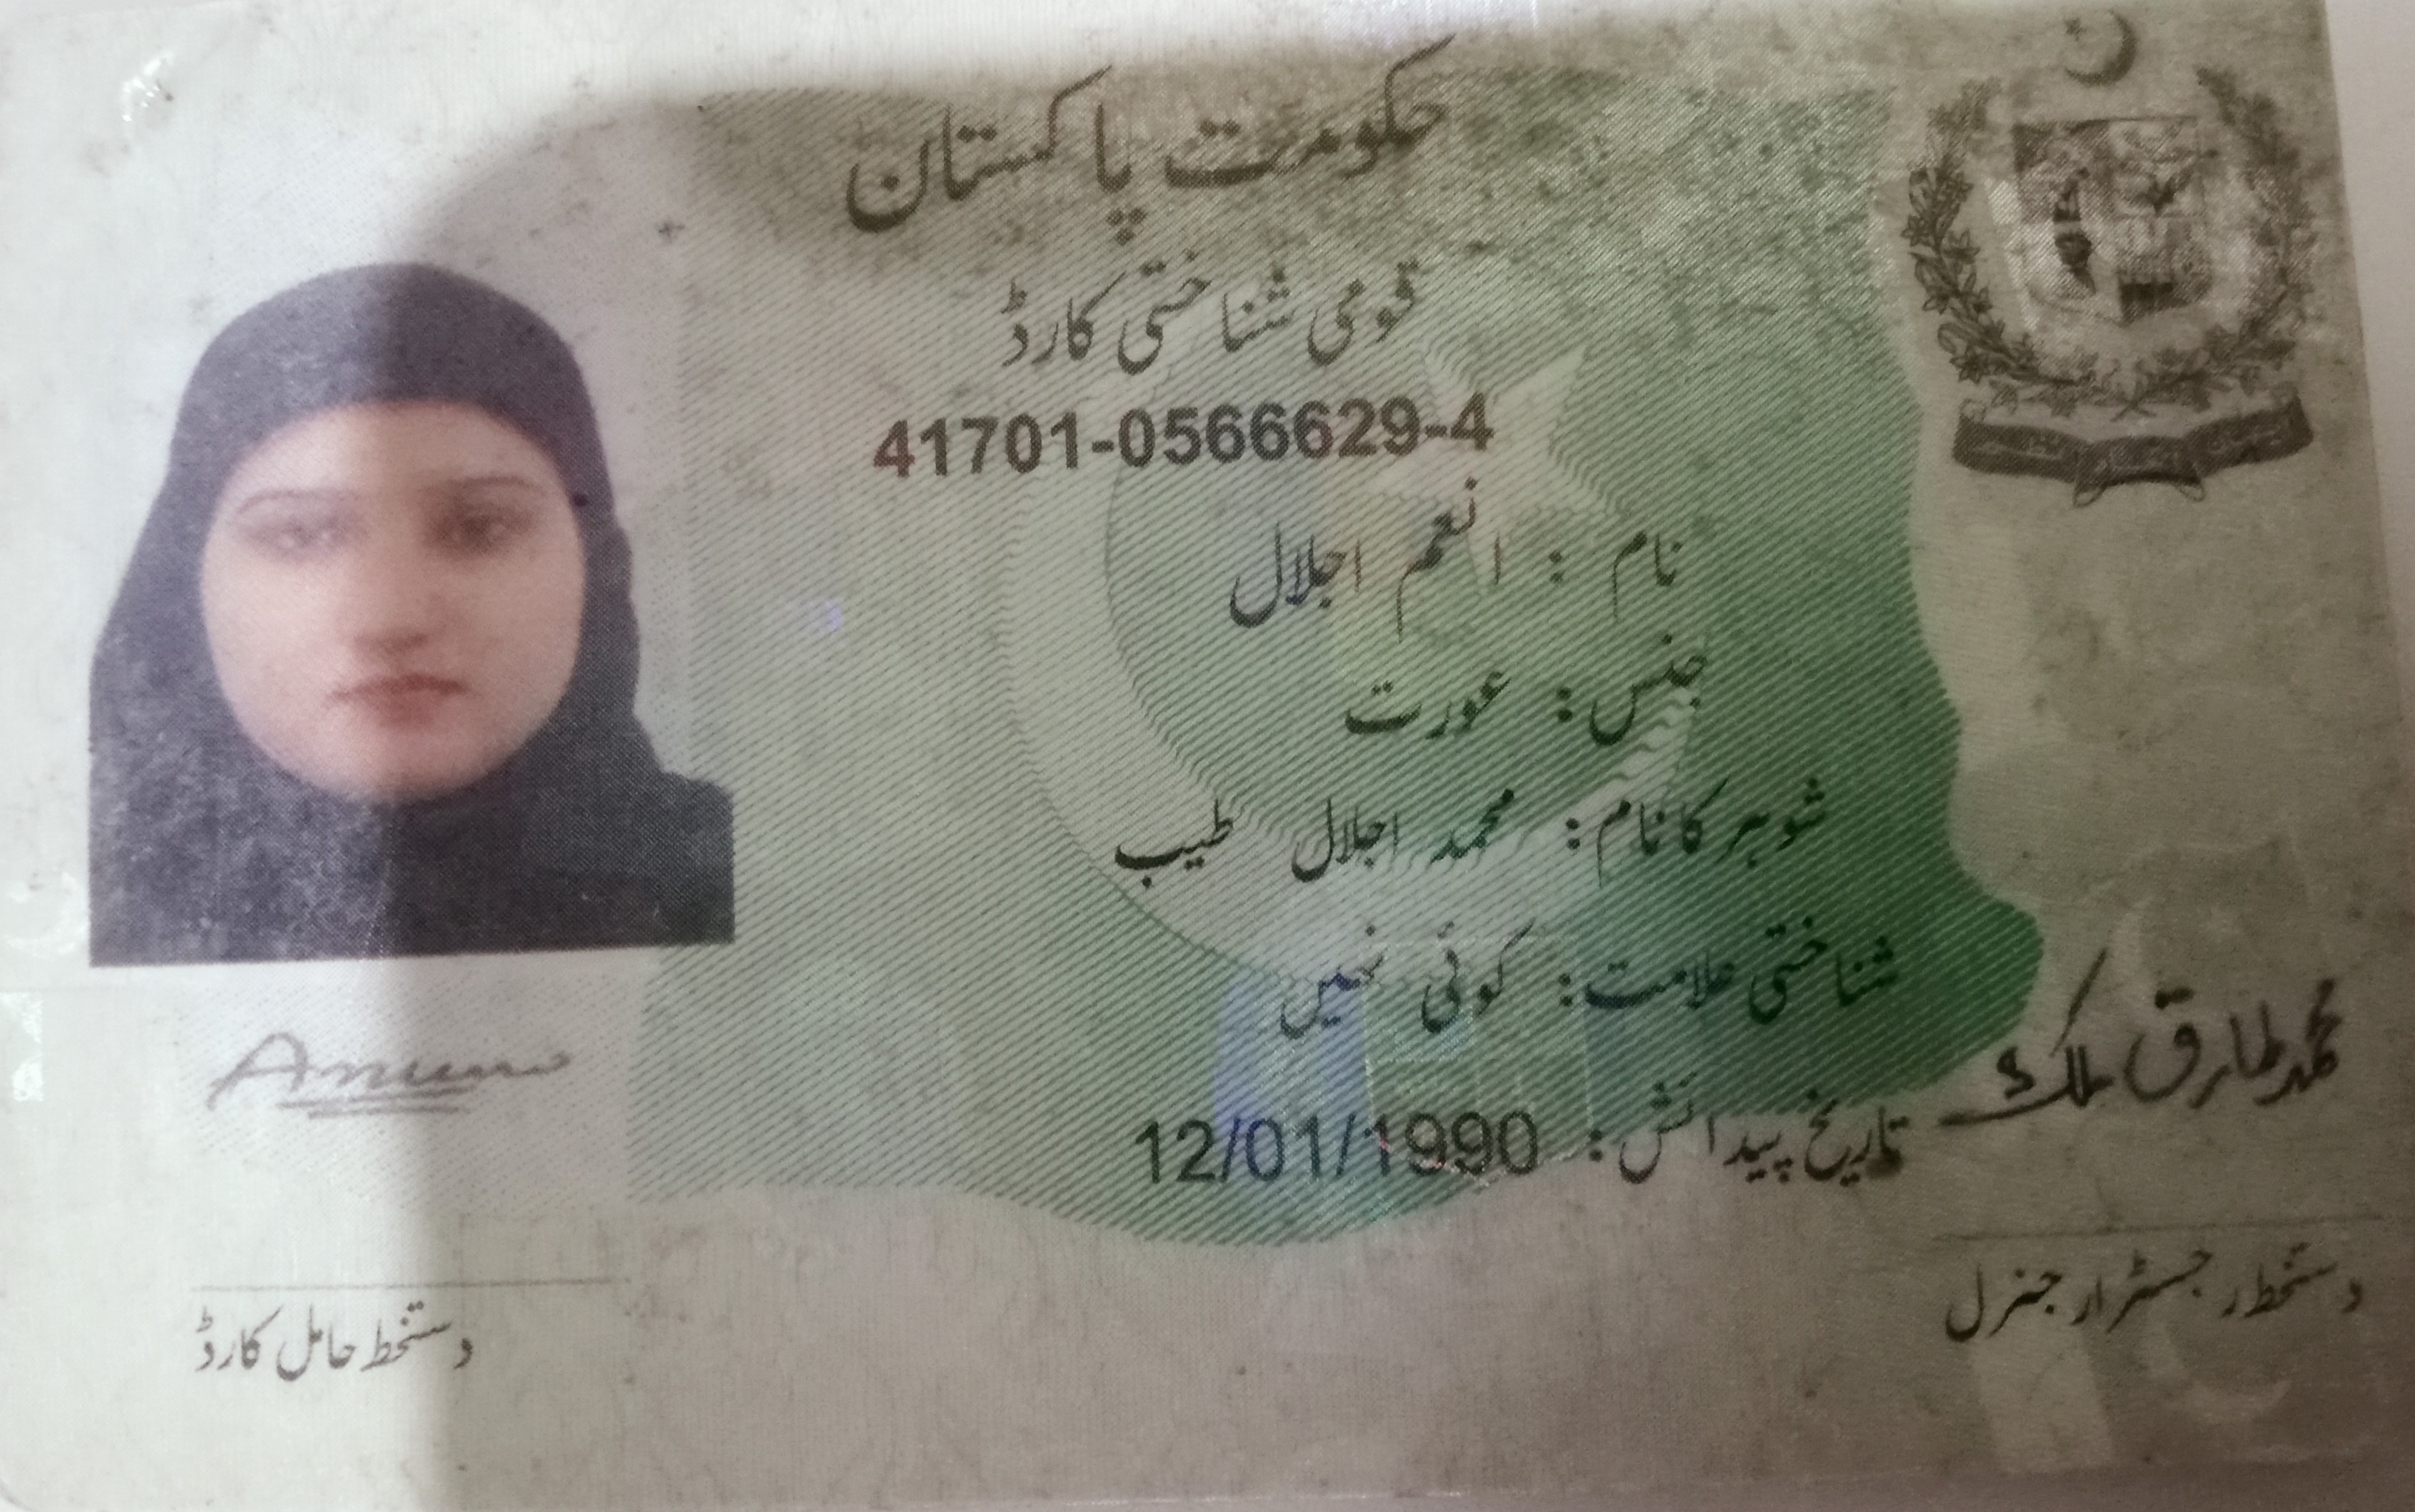 حکومت پاکستان
قومی شناختی کارڈ
41701-0566629-4
نام : انعم اجلال
جنس : عورت
شوہر کا نام : محمد اجلال طیب
شناختی علامت : کوئی نہیں
تاریخ پیدائش : 12/01/1990
محمد طارق ملک
دستخط حامل کارڈ
دستخط رجسٹرار جنرل